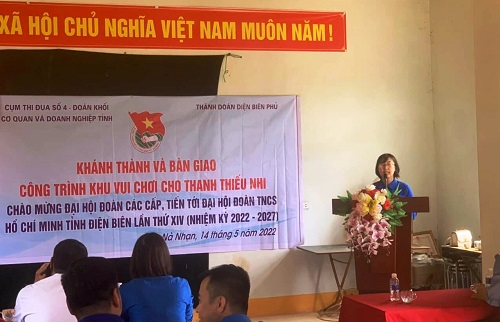 XÃ HỘI CHỦ NGHĨA VIỆT NAM MUÔN NĂM !
CỤM THI ĐUA SỐ 4 - ĐOÀN KHỐI
CƠ QUAN VÀ DOANH NGHIỆP TỈNH
THÀNH ĐOÀN ĐIỆN BIÊN PHỦ
KHÁNH THÀNH VÀ BÀN GIAO
CÔNG TRÌNH KHU VUI CHƠI CHO THANH THIẾU NHI
CHÀO MỪNG ĐẠI HỘI ĐOÀN CÁC CẤP, TIẾN TỚI ĐẠI HỘI ĐOÀN TNCS
HỒ CHÍ MINH TỈNH ĐIỆN BIÊN LẦN THỨ XIV (NHIỆM KỲ 2022 - 2027)
Nà Nhạn, 14 tháng 5 năm 2022